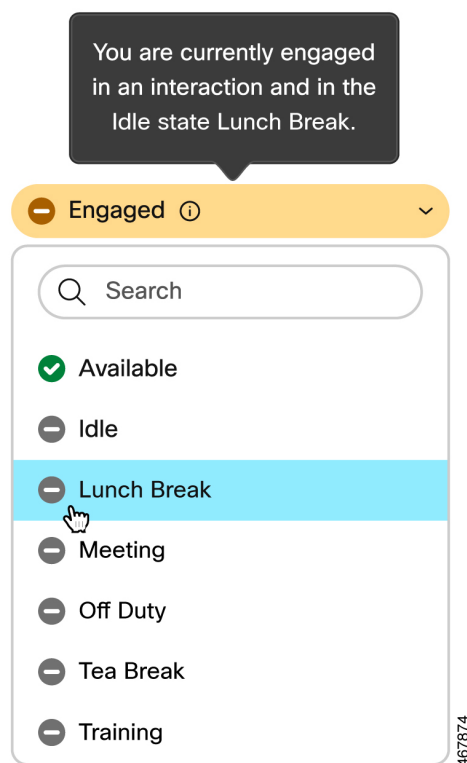 You are currently engaged
in an interaction and in the
Idle state Lunch Break.
Engaged
Search
Available
Idle
Lunch Break
Meeting
Off Duty
Tea Break
Training
467874